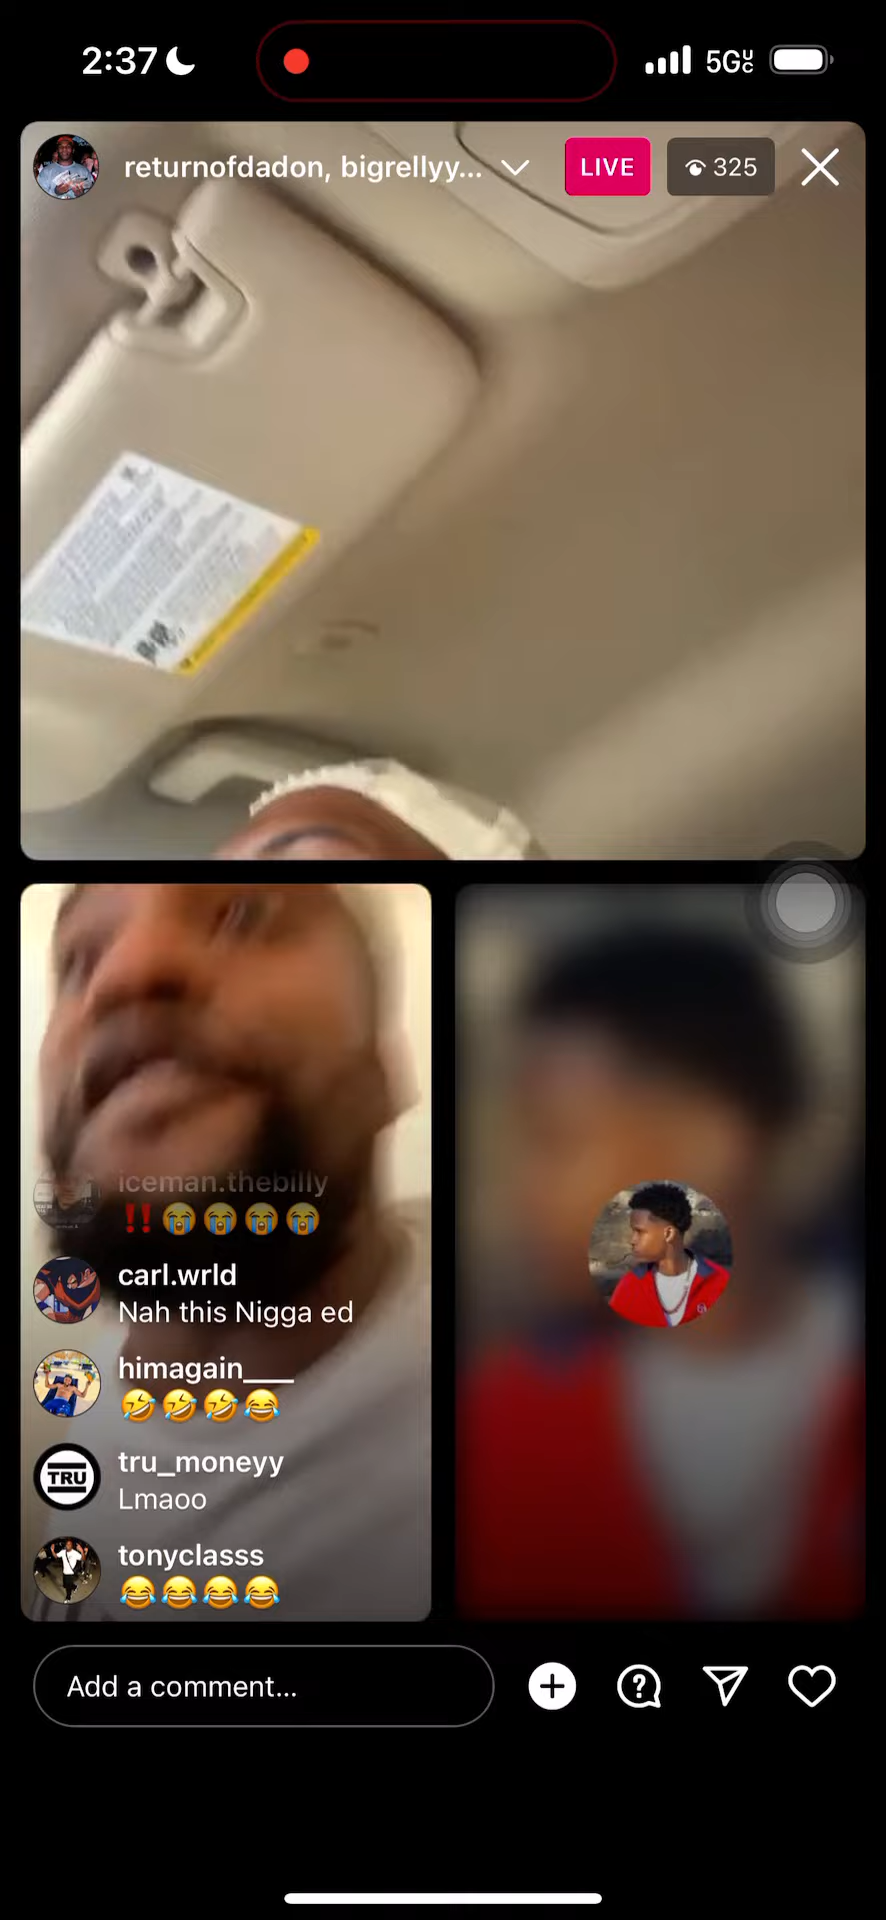 2:37
5Gᵁc
returnofdadon, bigrellyy...
LIVE
325
iceman.thebilly
‼️😭😭😭😭
carl.wrld
Nah this Nigga ed
himagain___
🤣🤣🤣😂
TRU
tru_moneyy
Lmaoo
tonyclasss
😂😂😂😂
Add a comment...